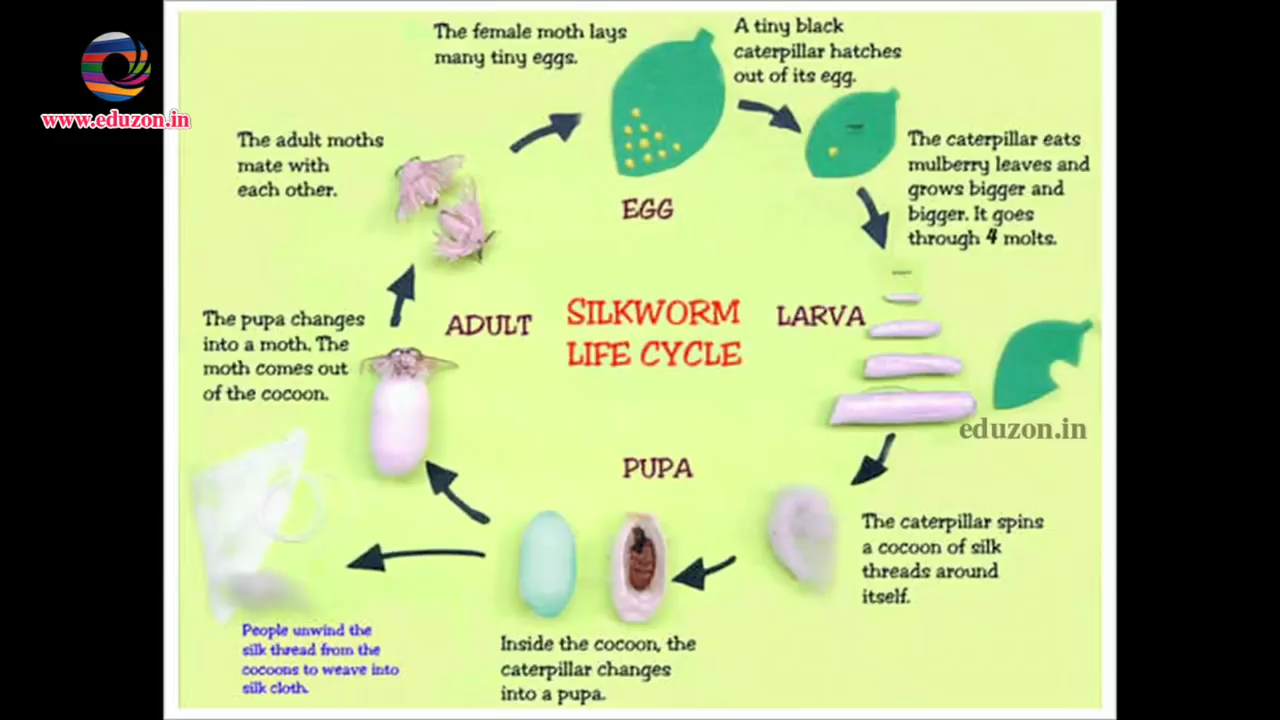 www.eduzon.in
The female moth lays
many tiny eggs.
A tiny black
caterpillar hatches
out of its egg.
The adult moths
mate with
each other.
The caterpillar eats
mulberry leaves and
grows bigger and
bigger. It goes
through 4 molts.
EGG
The pupa changes
into a moth. The
moth comes out
of the cocoon.
ADULT
SILKWORM
LIFE CYCLE
LARVA
eduzon.in
PUPA
The caterpillar spins
a cocoon of silk
threads around
itself.
People unwind the
silk thread from the
cocoons to weave into
silk cloth.
Inside the cocoon, the
caterpillar changes
into a pupa.